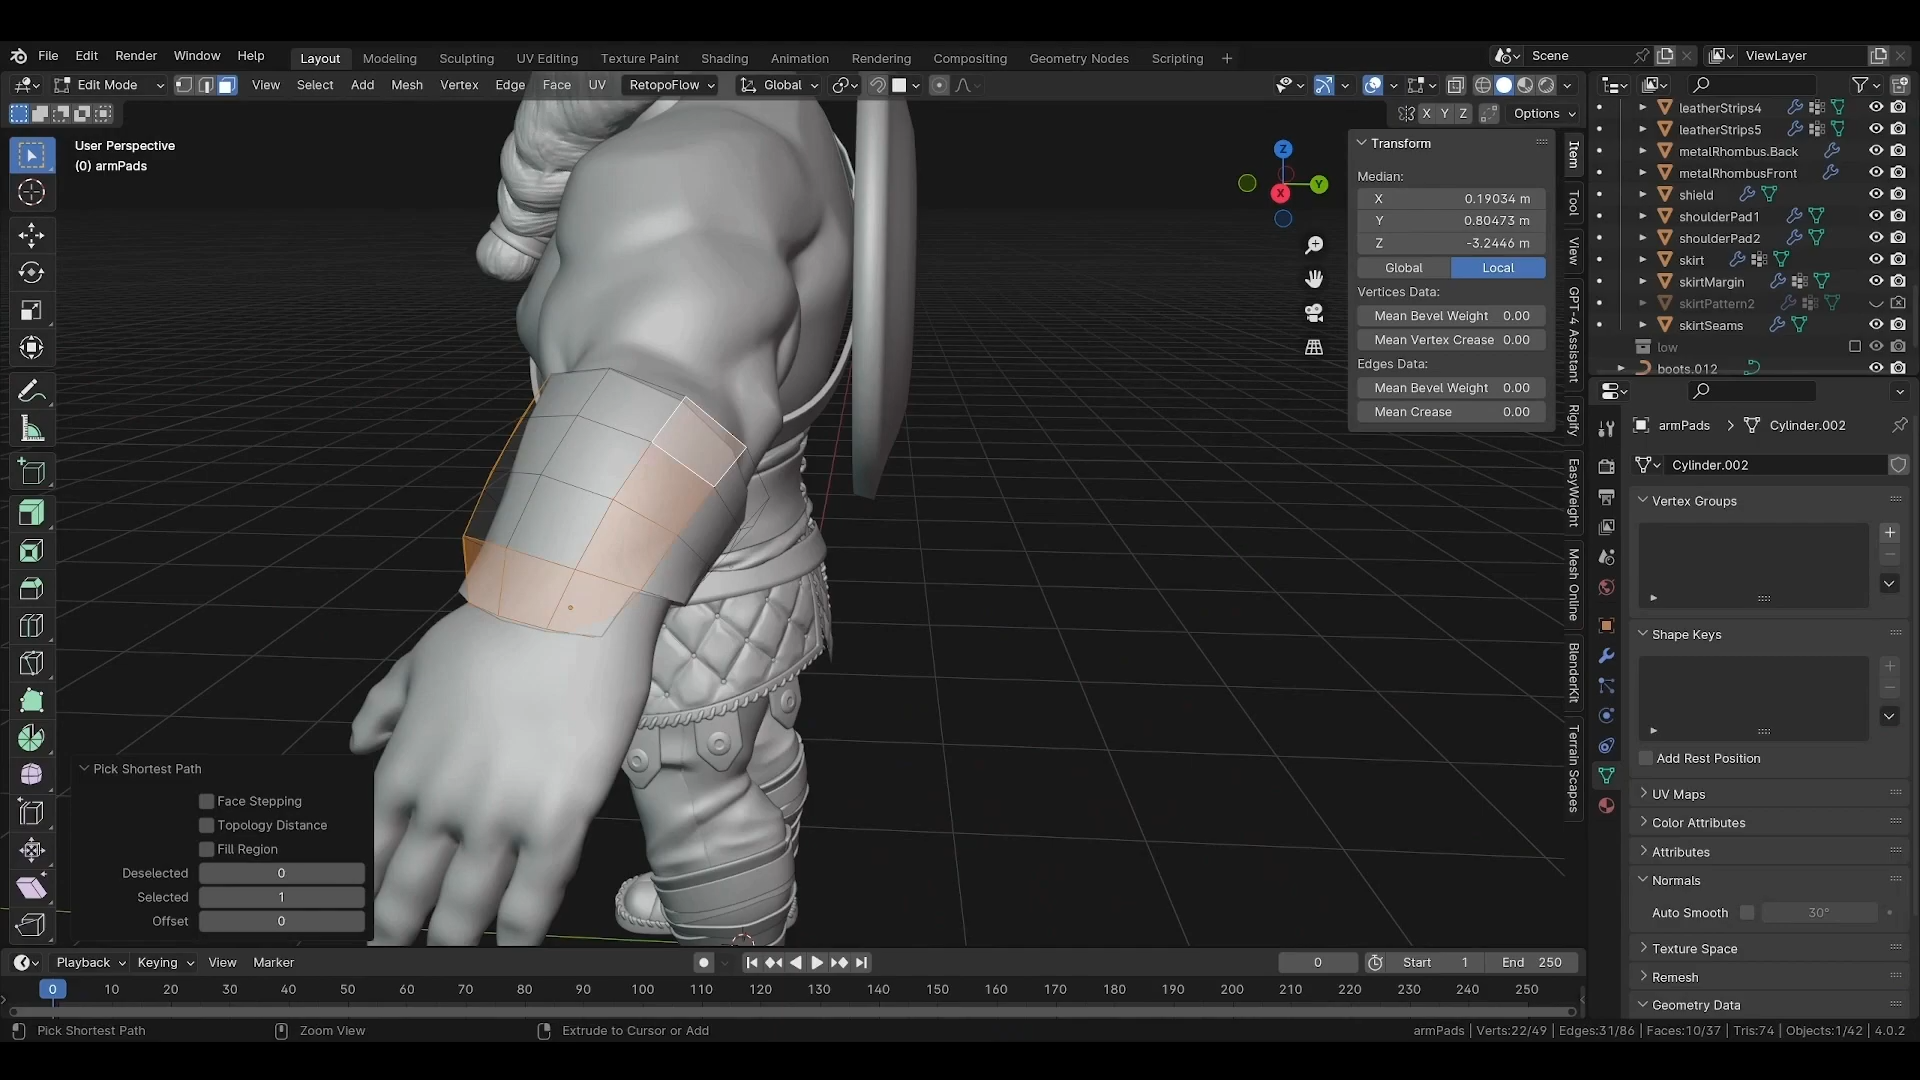 File Edit Render Window Help Layout Modeling Sculpting UV Editing Texture Paint Shading Animation Rendering Compositing Geometry Nodes Scripting + Scene ViewLayer
Edit Mode View Select Add Mesh Vertex Edge Face UV RetopoFlow Global
X Y Z Options
User Perspective
(0) armPads
Z
Y
X
Transform
Median:
X 0.19034 m
Y 0.80473 m
Z -3.2446 m
Global Local
Vertices Data:
Mean Bevel Weight 0.00
Mean Vertex Crease 0.00
Edges Data:
Mean Bevel Weight 0.00
Mean Crease 0.00
Item
Tool
View
GPT-4 Assistant
Rigify
EasyWeight
Mesh Online
BlenderKit
Terrain Scapes
leatherStrips4
leatherStrips5
metalRhombus.Back
metalRhombusFront
shield
shoulderPad1
shoulderPad2
skirt
skirtMargin
skirtPattern2
skirtSeams
low
boots.012
armPads Cylinder.002
Cylinder.002
Vertex Groups
Shape Keys
Add Rest Position
UV Maps
Color Attributes
Attributes
Normals
Auto Smooth 30°
Texture Space
Remesh
Geometry Data
Pick Shortest Path
Face Stepping
Topology Distance
Fill Region
Deselected 0
Selected 1
Offset 0
Playback Keying View Marker 0 Start 1 End 250
0 10 20 30 40 50 60 70 80 90 100 110 120 130 140 150 160 170 180 190 200 210 220 230 240 250
Pick Shortest Path Zoom View Extrude to Cursor or Add armPads | Verts:22/49 | Edges:31/86 | Faces:10/37 | Tris:74 | Objects:1/42 | 4.0.2